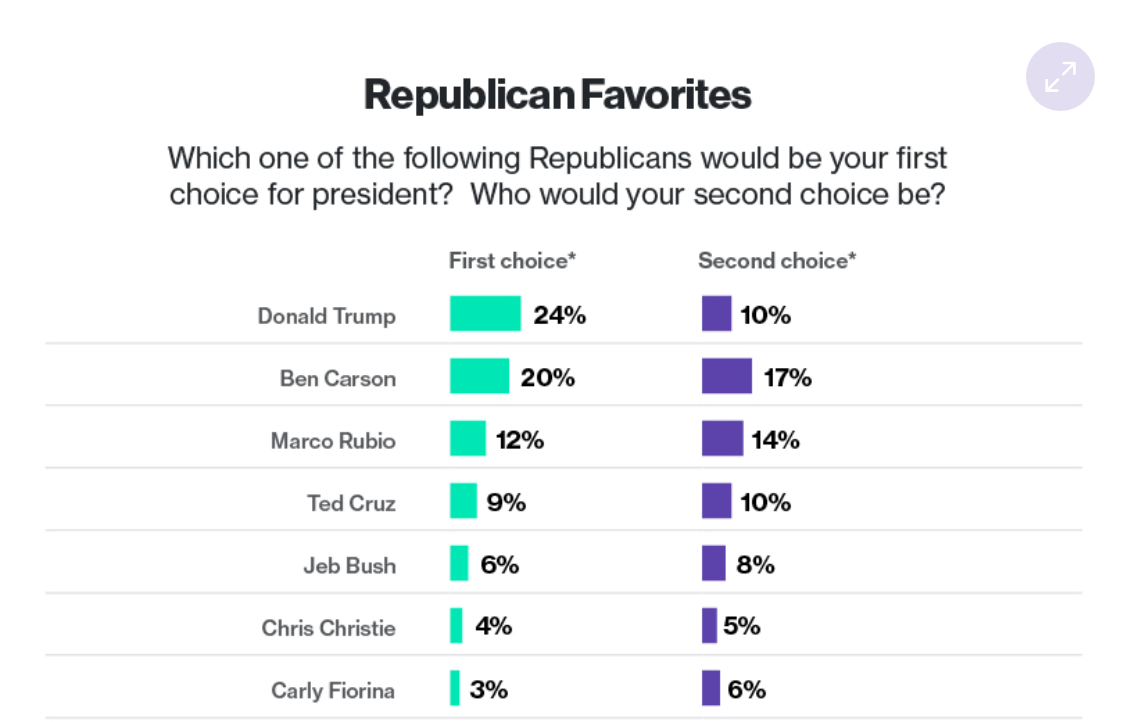 Republican Favorites
Which one of the following Republicans would be your first
choice for president?  Who would your second choice be?
First choice* Second choice*
Donald Trump 24% 10%
Ben Carson 20% 17%
Marco Rubio 12% 14%
Ted Cruz 9% 10%
Jeb Bush 6% 8%
Chris Christie 4% 5%
Carly Fiorina 3% 6%